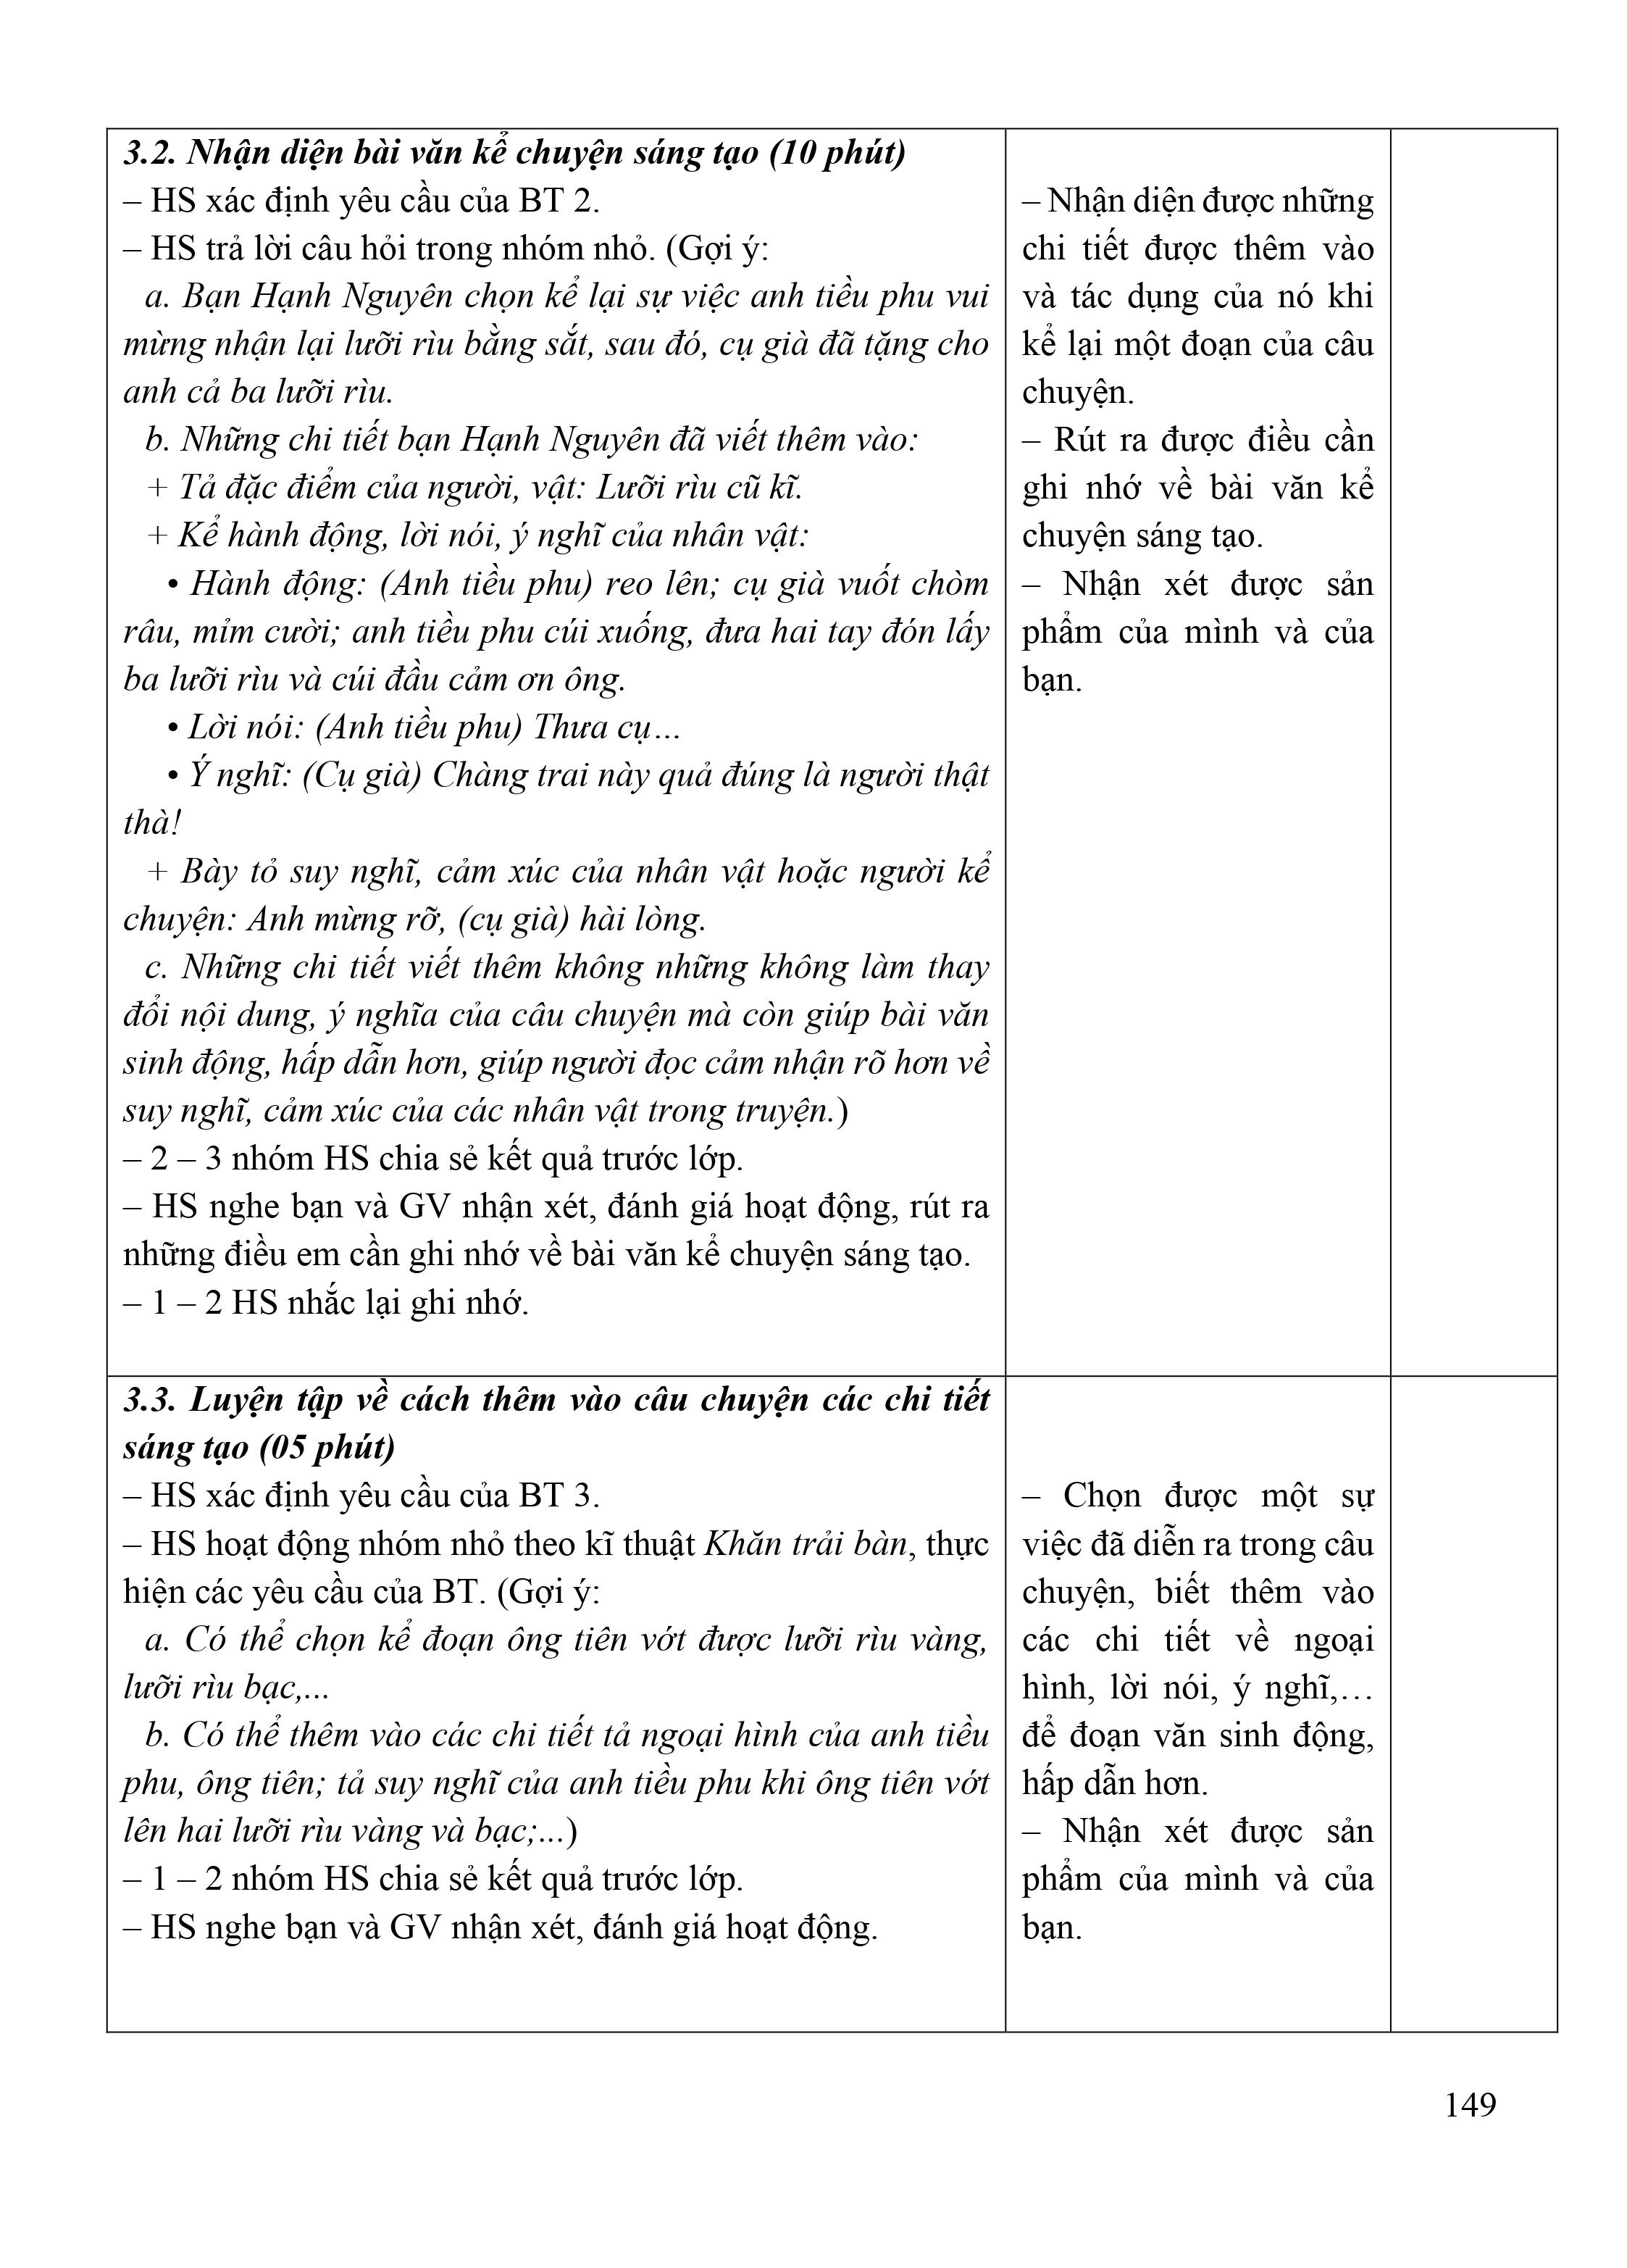 3.2. Nhận diện bài văn kể chuyện sáng tạo (10 phút)
– HS xác định yêu cầu của BT 2.
– HS trả lời câu hỏi trong nhóm nhỏ. (Gợi ý:
a. Bạn Hạnh Nguyên chọn kể lại sự việc anh tiều phu vui
mừng nhận lại lưỡi rìu bằng sắt, sau đó, cụ già đã tặng cho
anh cả ba lưỡi rìu.
b. Những chi tiết bạn Hạnh Nguyên đã viết thêm vào:
+ Tả đặc điểm của người, vật: Lưỡi rìu cũ kĩ.
+ Kể hành động, lời nói, ý nghĩ của nhân vật:
• Hành động: (Anh tiều phu) reo lên; cụ già vuốt chòm
râu, mỉm cười; anh tiều phu cúi xuống, đưa hai tay đón lấy
ba lưỡi rìu và cúi đầu cảm ơn ông.
• Lời nói: (Anh tiều phu) Thưa cụ…
• Ý nghĩ: (Cụ già) Chàng trai này quả đúng là người thật
thà!
+ Bày tỏ suy nghĩ, cảm xúc của nhân vật hoặc người kể
chuyện: Anh mừng rỡ, (cụ già) hài lòng.
c. Những chi tiết viết thêm không những không làm thay
đổi nội dung, ý nghĩa của câu chuyện mà còn giúp bài văn
sinh động, hấp dẫn hơn, giúp người đọc cảm nhận rõ hơn về
suy nghĩ, cảm xúc của các nhân vật trong truyện.)
– 2 – 3 nhóm HS chia sẻ kết quả trước lớp.
– HS nghe bạn và GV nhận xét, đánh giá hoạt động, rút ra
những điều em cần ghi nhớ về bài văn kể chuyện sáng tạo.
– 1 – 2 HS nhắc lại ghi nhớ.
– Nhận diện được những
chi tiết được thêm vào
và tác dụng của nó khi
kể lại một đoạn của câu
chuyện.
– Rút ra được điều cần
ghi nhớ về bài văn kể
chuyện sáng tạo.
– Nhận xét được sản
phẩm của mình và của
bạn.
3.3. Luyện tập về cách thêm vào câu chuyện các chi tiết
sáng tạo (05 phút)
– HS xác định yêu cầu của BT 3.
– HS hoạt động nhóm nhỏ theo kĩ thuật Khăn trải bàn, thực
hiện các yêu cầu của BT. (Gợi ý:
a. Có thể chọn kể đoạn ông tiên vớt được lưỡi rìu vàng,
lưỡi rìu bạc,...
b. Có thể thêm vào các chi tiết tả ngoại hình của anh tiều
phu, ông tiên; tả suy nghĩ của anh tiều phu khi ông tiên vớt
lên hai lưỡi rìu vàng và bạc;...)
– 1 – 2 nhóm HS chia sẻ kết quả trước lớp.
– HS nghe bạn và GV nhận xét, đánh giá hoạt động.
– Chọn được một sự
việc đã diễn ra trong câu
chuyện, biết thêm vào
các chi tiết về ngoại
hình, lời nói, ý nghĩ,…
để đoạn văn sinh động,
hấp dẫn hơn.
– Nhận xét được sản
phẩm của mình và của
bạn.
149